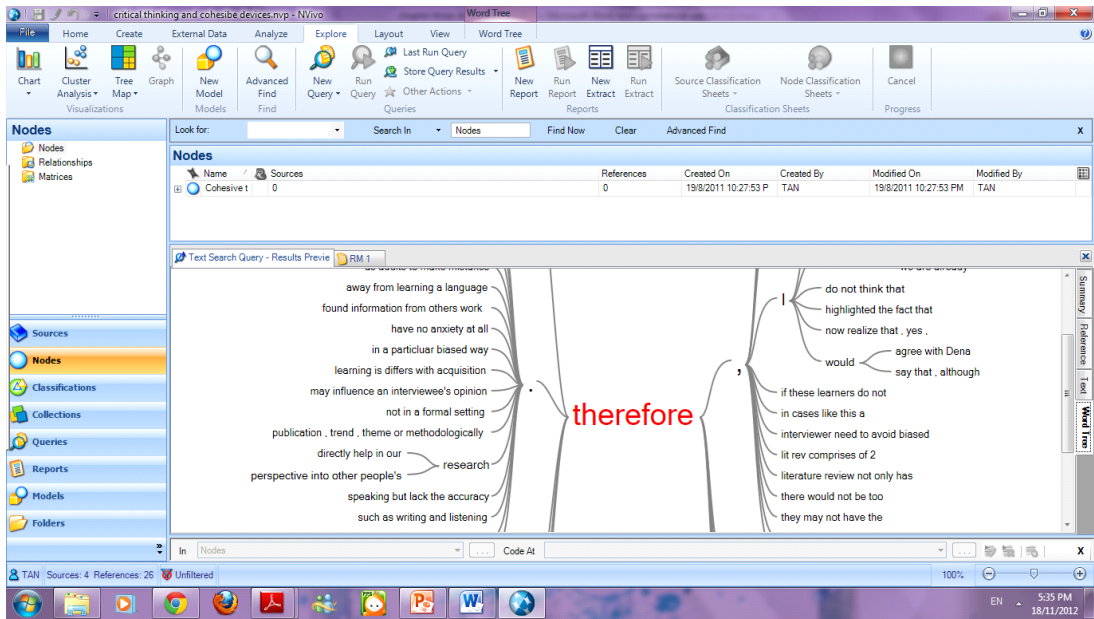 critical thinking and cohesibe devices.nvp - NVivo
Word Tree
File Home Create External Data Analyze Explore Layout View Word Tree
Chart
Cluster Analysis
Tree Map
Graph
Visualizations
New Model
Models
Advanced Find
Find
New Query
Run Query
Last Run Query
Store Query Results
Other Actions
Queries
New Report
Run Report
New Extract
Run Extract
Reports
Source Classification Sheets
Node Classification Sheets
Classification Sheets
Cancel
Progress
Nodes
Nodes
Relationships
Matrices
Look for: Search In Nodes Find Now Clear Advanced Find x
Nodes
Name Sources References Created On Created By Modified On Modified By
Cohesive t 0 0 19/8/2011 10:27:53 P TAN 19/8/2011 10:27:53 PM TAN
Text Search Query - Results Previe RM 1
away from learning a language
found information from others work
have no anxiety at all
in a particluar biased way
learning is differs with acquisition
may influence an interviewee's opinion
not in a formal setting
publication , trend , theme or methodologically
directly help in our
perspective into other people's
research
speaking but lack the accuracy
such as writing and listening
.
therefore
,
I
do not think that
highlighted the fact that
now realize that , yes ,
would
agree with Dena
say that , although
if these learners do not
in cases like this a
interviewer need to avoid biased
lit rev comprises of 2
literature review not only has
there would not be too
they may not have the
Summary
Reference
Text
Word Tree
Sources
Nodes
Classifications
Collections
Queries
Reports
Models
Folders
In Nodes ... Code At ... x
TAN Sources: 4 References: 26 Unfiltered 100%
EN 5:35 PM
18/11/2012